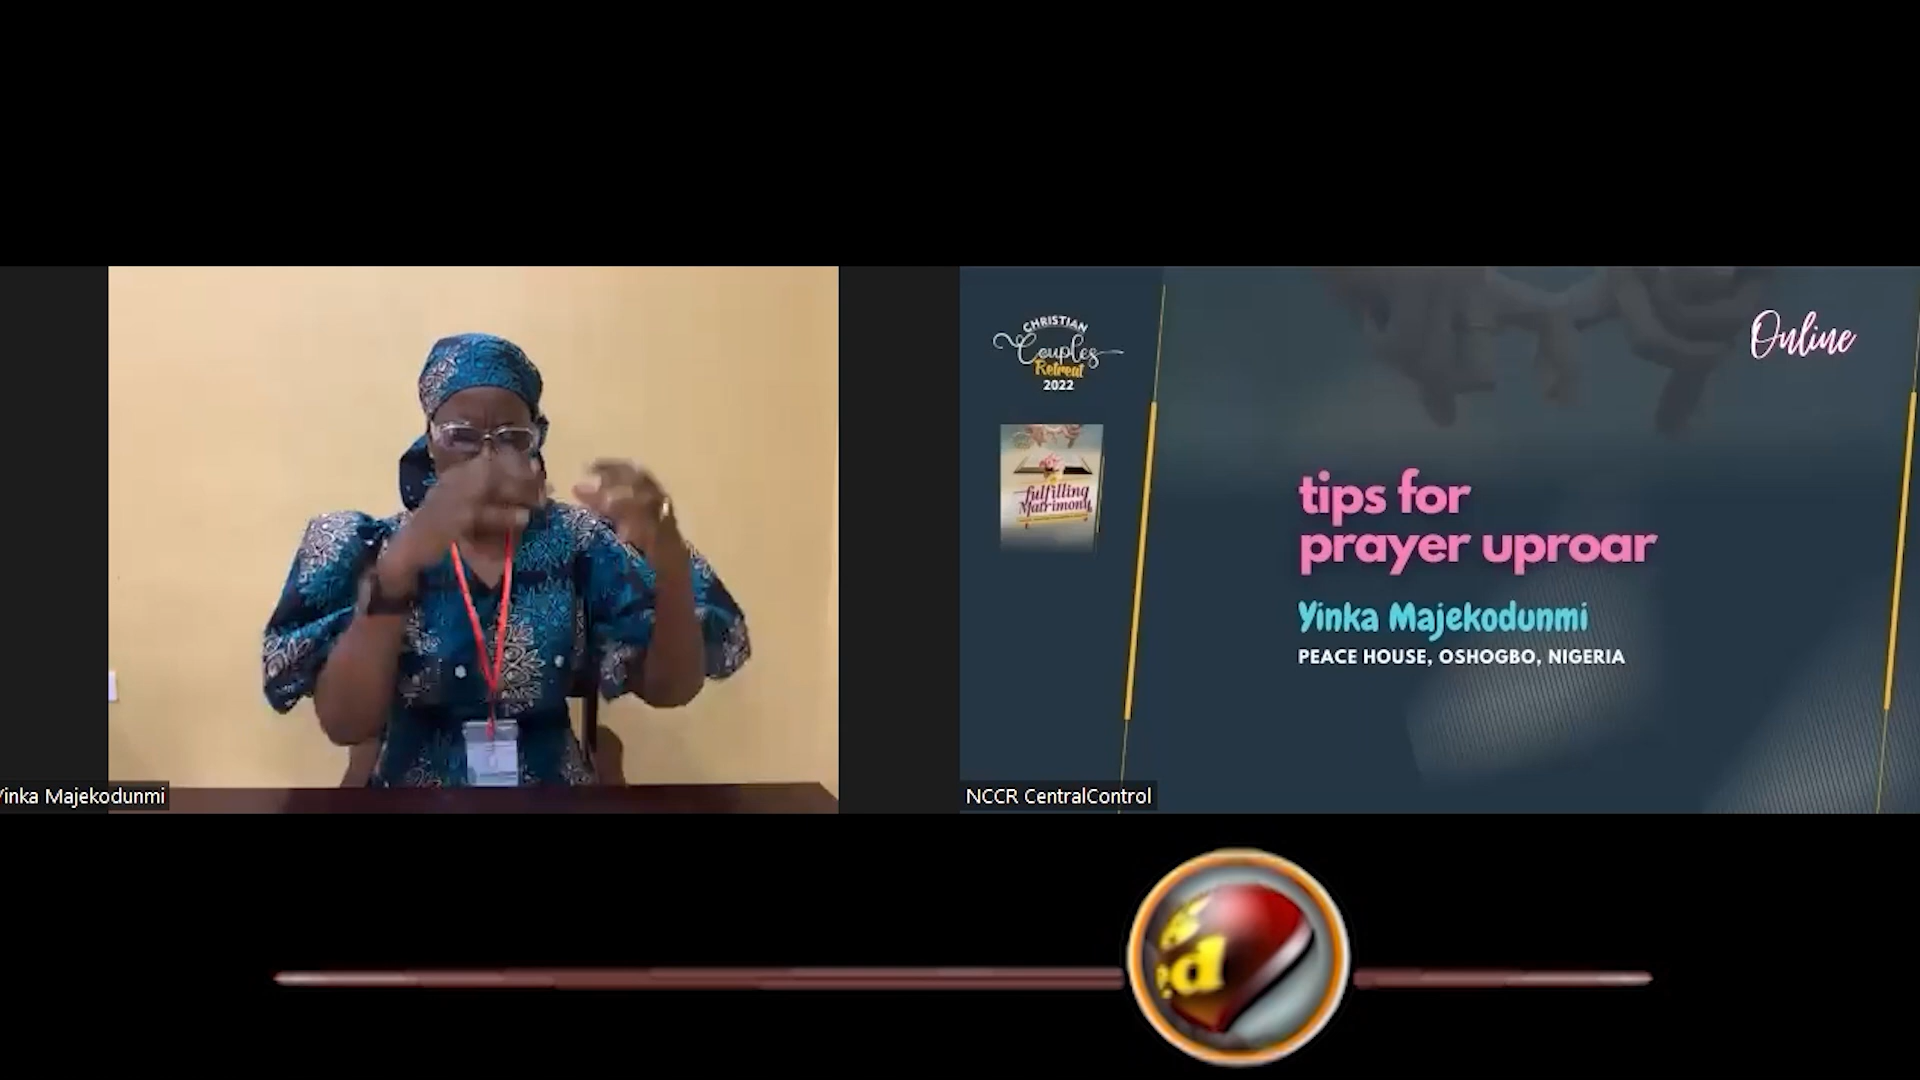 Yinka Majekodunmi
CHRISTIAN
Couples
Retreat
2022
fulfilling
Matrimony
Online
tips for
prayer uproar
Yinka Majekodunmi
PEACE HOUSE, OSHOGBO, NIGERIA
NCCR CentralControl